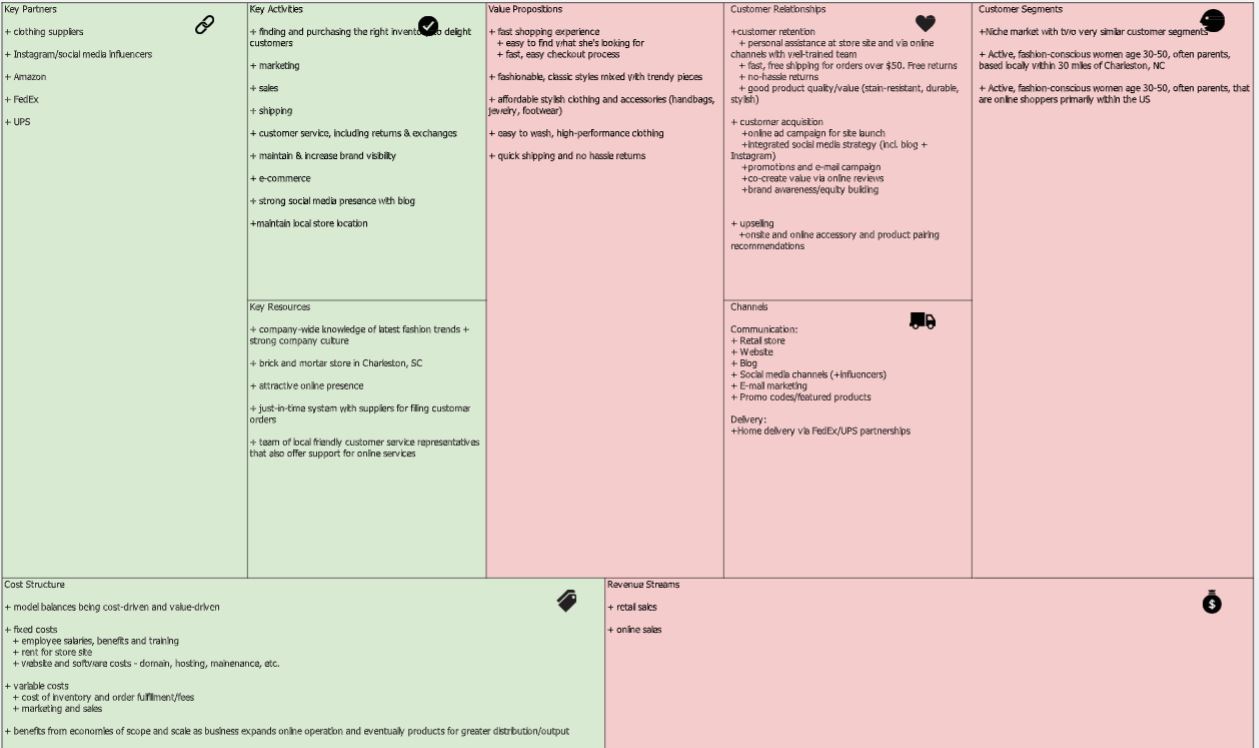 Key Partners
+ clothing suppliers
+ Instagram/social media influencers
+ Amazon
+ FedEx
+ UPS
Key Activities
+ finding and purchasing the right inventory to delight
customers
+ marketing
+ sales
+ shipping
+ customer service, including returns & exchanges
+ maintain & increase brand visibility
+ e-commerce
+ strong social media presence with blog
+maintain local store location
Key Resources
+ company-wide knowledge of latest fashion trends +
strong company culture
+ brick and mortar store in Charleston, SC
+ attractive online presence
+ just-in-time system with suppliers for filling customer
orders
+ team of local friendly customer service representatives
that also offer support for online services
Value Propositions
+ fast shopping experience
+ easy to find what she's looking for
+ fast, easy checkout process
+ fashionable, classic styles mixed with trendy pieces
+ affordable stylish clothing and accessories (handbags,
jewelry, footwear)
+ easy to wash, high-performance clothing
+ quick shipping and no hassle returns
Customer Relationships
+customer retention
+ personal assistance at store site and via online
channels with well-trained team
+ fast, free shipping for orders over $50. Free returns
+ no-hassle returns
+ good product quality/value (stain-resistant, durable,
stylish)
+ customer acquisition
+online ad campaign for site launch
+integrated social media strategy (incl. blog +
Instagram)
+promotions and e-mail campaign
+co-create value via online reviews
+brand awareness/equity building
+ upselling
+onsite and online accessory and product pairing
recommendations
Channels
Communication:
+ Retail store
+ Website
+ Blog
+ Social media channels (+influencers)
+ E-mail marketing
+ Promo codes/featured products
Delivery:
+Home delivery via FedEx/UPS partnerships
Customer Segments
+Niche market with two very similar customer segments
+ Active, fashion-conscious women age 30-50, often parents,
based locally within 30 miles of Charleston, NC
+ Active, fashion-conscious women age 30-50, often parents, that
are online shoppers primarily within the US
Cost Structure
+ model balances being cost-driven and value-driven
+ fixed costs
+ employee salaries, benefits and training
+ rent for store site
+ website and software costs - domain, hosting, mainenance, etc.
+ variable costs
+ cost of inventory and order fulfillment/fees
+ marketing and sales
+ benefits from economies of scope and scale as business expands online operation and eventually products for greater distribution/output
Revenue Streams
+ retail sales
+ online sales
$